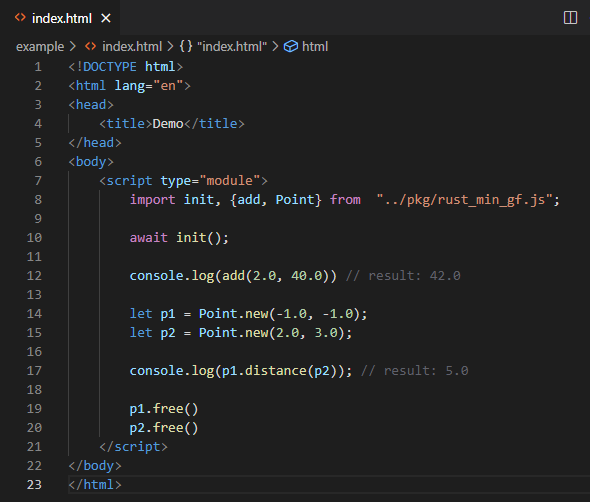 index.html
example > index.html > {} "index.html" > html
1 <!DOCTYPE html>
2 <html lang="en">
3 <head>
4     <title>Demo</title>
5 </head>
6 <body>
7     <script type="module">
8         import init, {add, Point} from  "../pkg/rust_min_gf.js";
9
10         await init();
11
12         console.log(add(2.0, 40.0)) // result: 42.0
13
14         let p1 = Point.new(-1.0, -1.0);
15         let p2 = Point.new(2.0, 3.0);
16
17         console.log(p1.distance(p2)); // result: 5.0
18
19         p1.free()
20         p2.free()
21     </script>
22 </body>
23 </html>